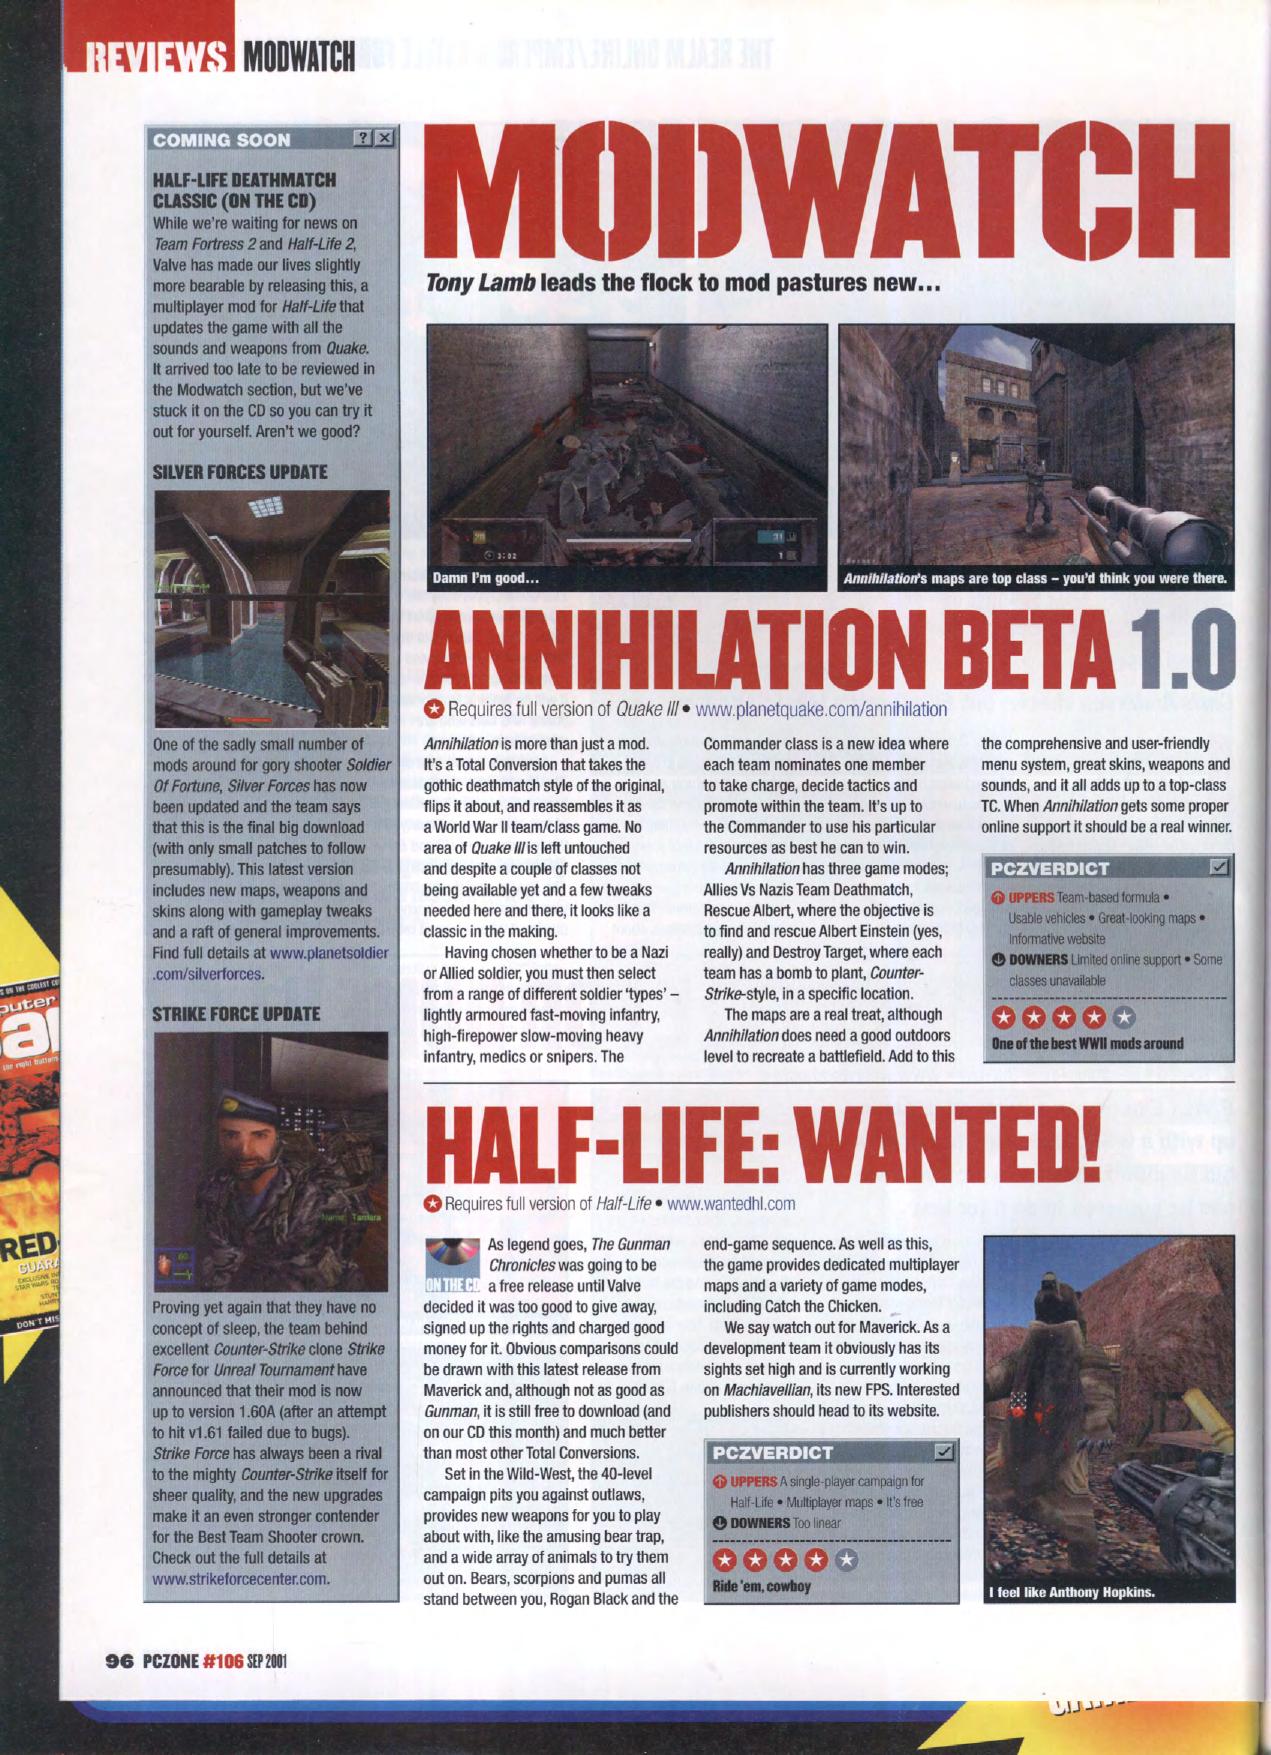 REVIEWS MODWATCH
COMING SOON ? X
HALF-LIFE DEATHMATCH
CLASSIC (ON THE CD)
While we're waiting for news on
Team Fortress 2 and Half-Life 2,
Valve has made our lives slightly
more bearable by releasing this, a
multiplayer mod for Half-Life that
updates the game with all the
sounds and weapons from Quake.
It arrived too late to be reviewed in
the Modwatch section, but we've
stuck it on the CD so you can try it
out for yourself. Aren't we good?
SILVER FORCES UPDATE
One of the sadly small number of
mods around for gory shooter Soldier
Of Fortune, Silver Forces has now
been updated and the team says
that this is the final big download
(with only small patches to follow
presumably). This latest version
includes new maps, weapons and
skins along with gameplay tweaks
and a raft of general improvements.
Find full details at www.planetsoldier
.com/silverforces.
STRIKE FORCE UPDATE
Name: Tamara
60
Proving yet again that they have no
concept of sleep, the team behind
excellent Counter-Strike clone Strike
Force for Unreal Tournament have
announced that their mod is now
up to version 1.60A (after an attempt
to hit v1.61 failed due to bugs).
Strike Force has always been a rival
to the mighty Counter-Strike itself for
sheer quality, and the new upgrades
make it an even stronger contender
for the Best Team Shooter crown.
Check out the full details at
www.strikeforcecenter.com.
MODWATCH
Tony Lamb leads the flock to mod pastures new...
3:02
31
1
Damn I'm good...
Annihilation's maps are top class – you'd think you were there.
ANNIHILATION BETA 1.0
Requires full version of Quake III • www.planetquake.com/annihilation
Annihilation is more than just a mod.
It's a Total Conversion that takes the
gothic deathmatch style of the original,
flips it about, and reassembles it as
a World War II team/class game. No
area of Quake III is left untouched
and despite a couple of classes not
being available yet and a few tweaks
needed here and there, it looks like a
classic in the making.
Having chosen whether to be a Nazi
or Allied soldier, you must then select
from a range of different soldier 'types' –
lightly armoured fast-moving infantry,
high-firepower slow-moving heavy
infantry, medics or snipers. The
Commander class is a new idea where
each team nominates one member
to take charge, decide tactics and
promote within the team. It's up to
the Commander to use his particular
resources as best he can to win.
Annihilation has three game modes;
Allies Vs Nazis Team Deathmatch,
Rescue Albert, where the objective is
to find and rescue Albert Einstein (yes,
really) and Destroy Target, where each
team has a bomb to plant, Counter-
Strike-style, in a specific location.
The maps are a real treat, although
Annihilation does need a good outdoors
level to recreate a battlefield. Add to this
the comprehensive and user-friendly
menu system, great skins, weapons and
sounds, and it all adds up to a top-class
TC. When Annihilation gets some proper
online support it should be a real winner.
PCZVERDICT
UPPERS Team-based formula •
Usable vehicles • Great-looking maps •
Informative website
DOWNERS Limited online support • Some
classes unavailable
One of the best WWII mods around
HALF-LIFE: WANTED!
Requires full version of Half-Life • www.wantedhl.com
ON THE CD
As legend goes, The Gunman
Chronicles was going to be
a free release until Valve
decided it was too good to give away,
signed up the rights and charged good
money for it. Obvious comparisons could
be drawn with this latest release from
Maverick and, although not as good as
Gunman, it is still free to download (and
on our CD this month) and much better
than most other Total Conversions.
Set in the Wild-West, the 40-level
campaign pits you against outlaws,
provides new weapons for you to play
about with, like the amusing bear trap,
and a wide array of animals to try them
out on. Bears, scorpions and pumas all
stand between you, Rogan Black and the
end-game sequence. As well as this,
the game provides dedicated multiplayer
maps and a variety of game modes,
including Catch the Chicken.
We say watch out for Maverick. As a
development team it obviously has its
sights set high and is currently working
on Machiavellian, its new FPS. Interested
publishers should head to its website.
PCZVERDICT
UPPERS A single-player campaign for
Half-Life • Multiplayer maps • It's free
DOWNERS Too linear
Ride 'em, cowboy
I feel like Anthony Hopkins.
96 PCZONE #106 SEP 2001
RED-
DON'T MIS